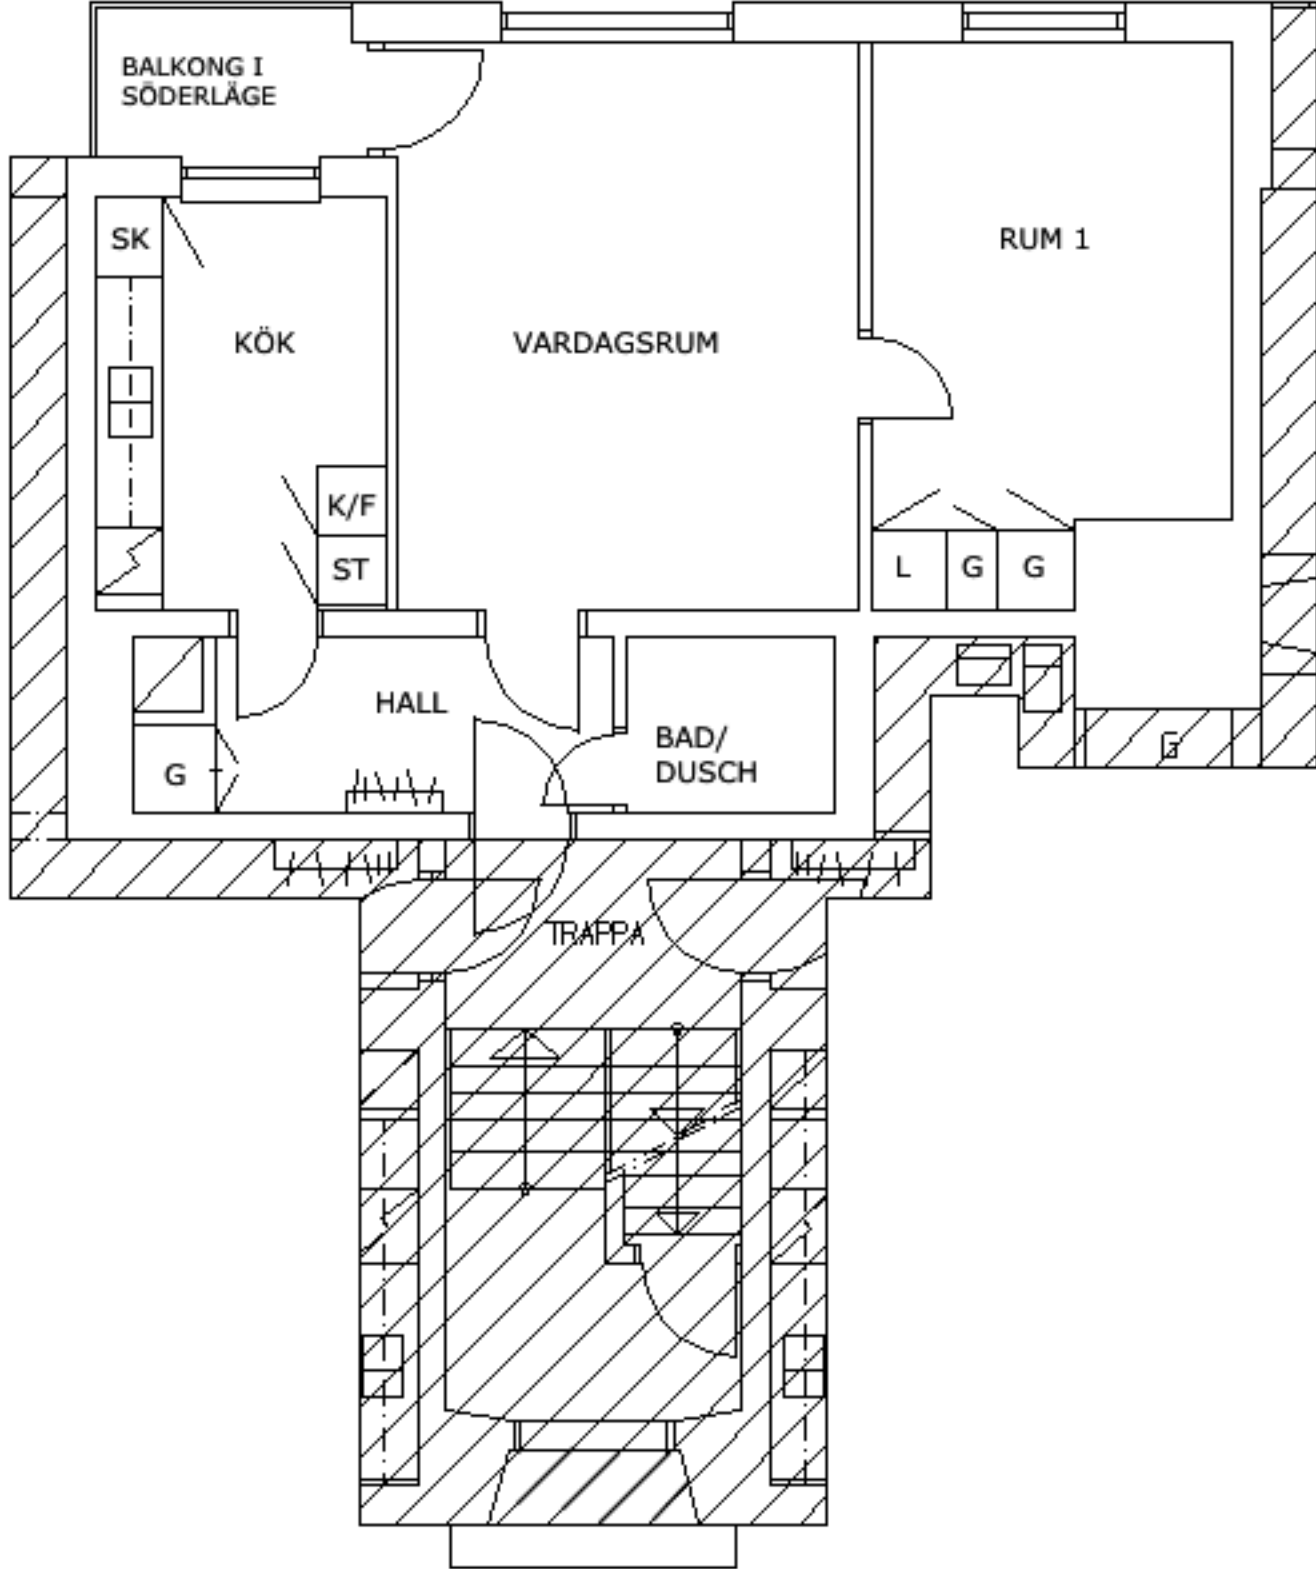 BALKONG I
SÖDERLÄGE
SK
RUM 1
KÖK
VARDAGSRUM
K/F
ST
L
G
G
HALL
BAD/
DUSCH
G
G
TRAPPA